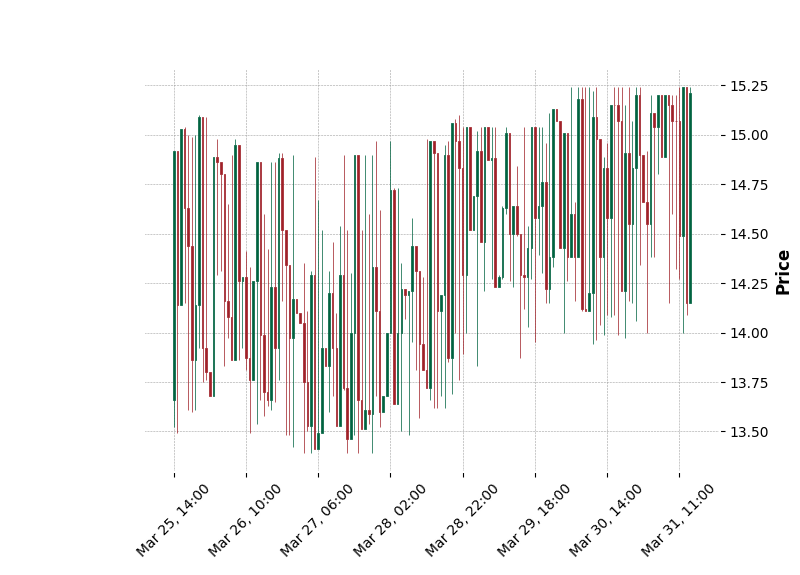 15.25
15.00
14.75
14.50
14.25
14.00
13.75
13.50
Price
Mar 25, 14:00
Mar 26, 10:00
Mar 27, 06:00
Mar 28, 02:00
Mar 28, 22:00
Mar 29, 18:00
Mar 30, 14:00
Mar 31, 11:00